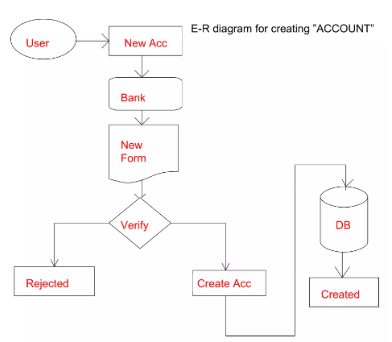 E-R diagram for creating "ACCOUNT"
User
New Acc
Bank
New
Form
Verify
DB
Rejected
Create Acc
Created